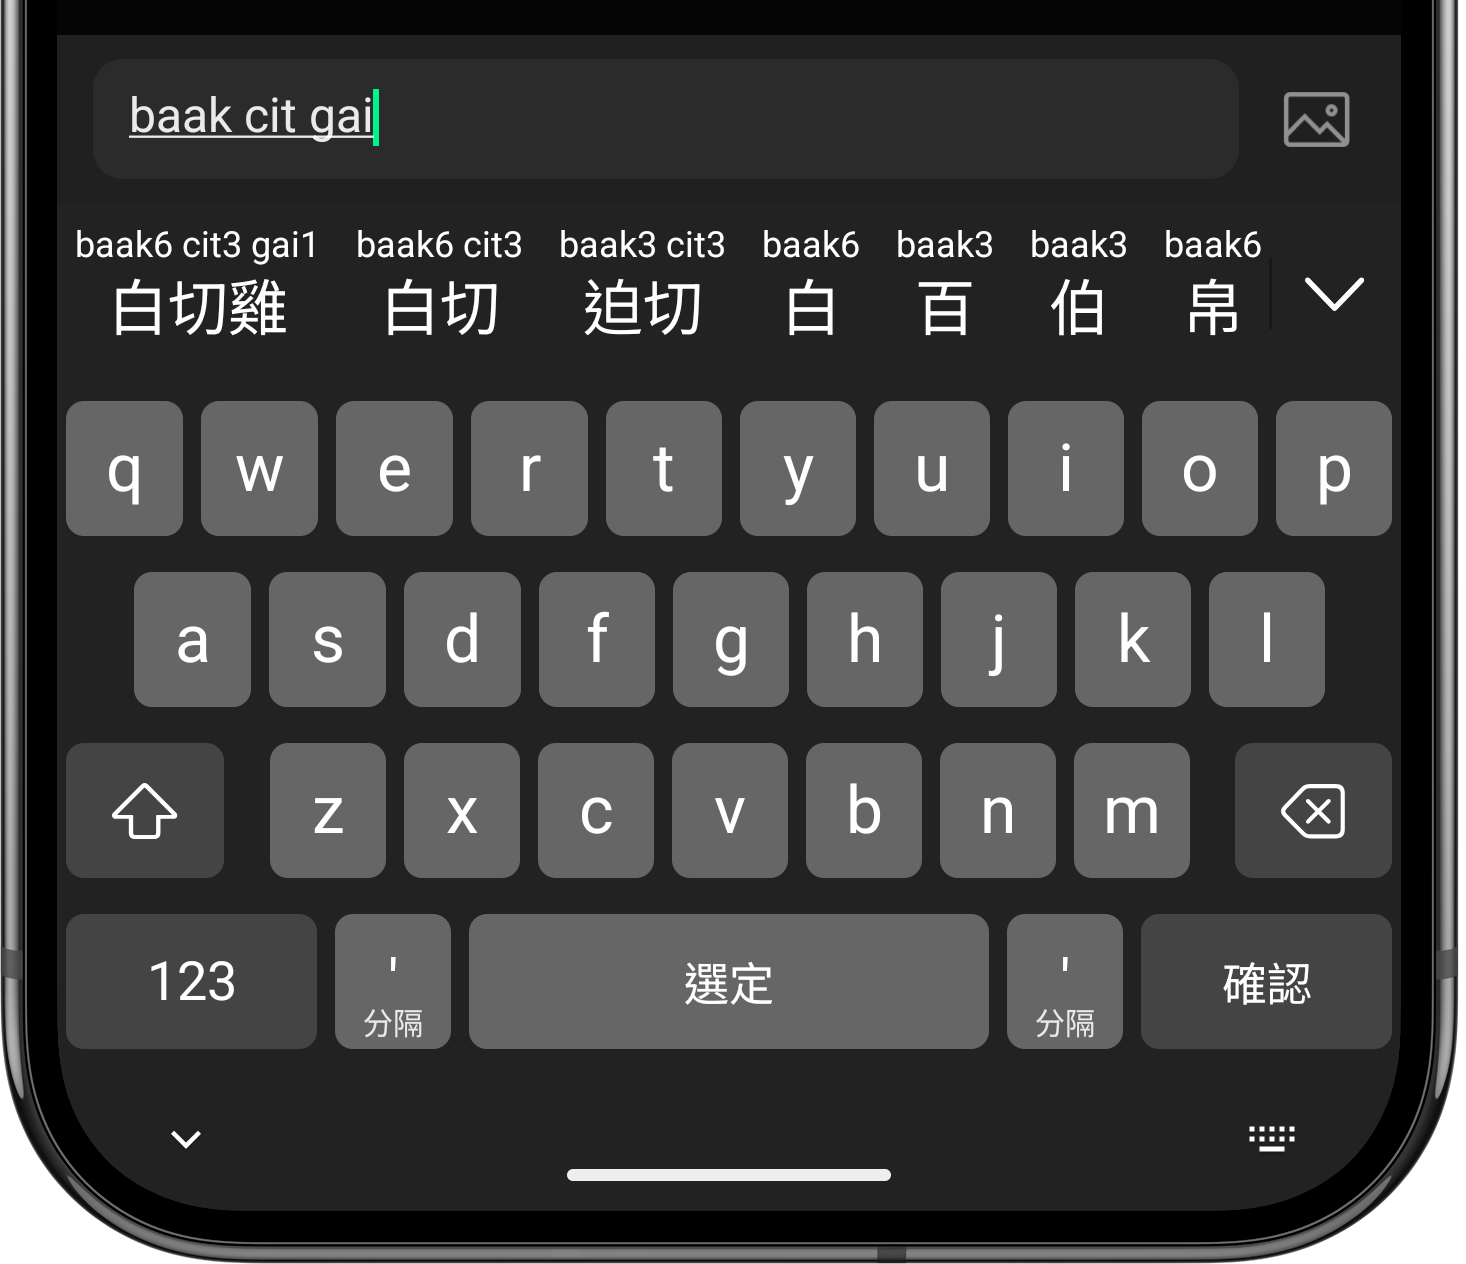 baak cit gai
baak6 cit3 gai1 baak6 cit3 baak3 cit3 baak6 baak3 baak3 baak6
白切雞 白切 迫切 白 百 伯 帛
q w e r t y u i o p
a s d f g h j k l
z x c v b n m
123 ' 分隔 選定 ' 分隔 確認